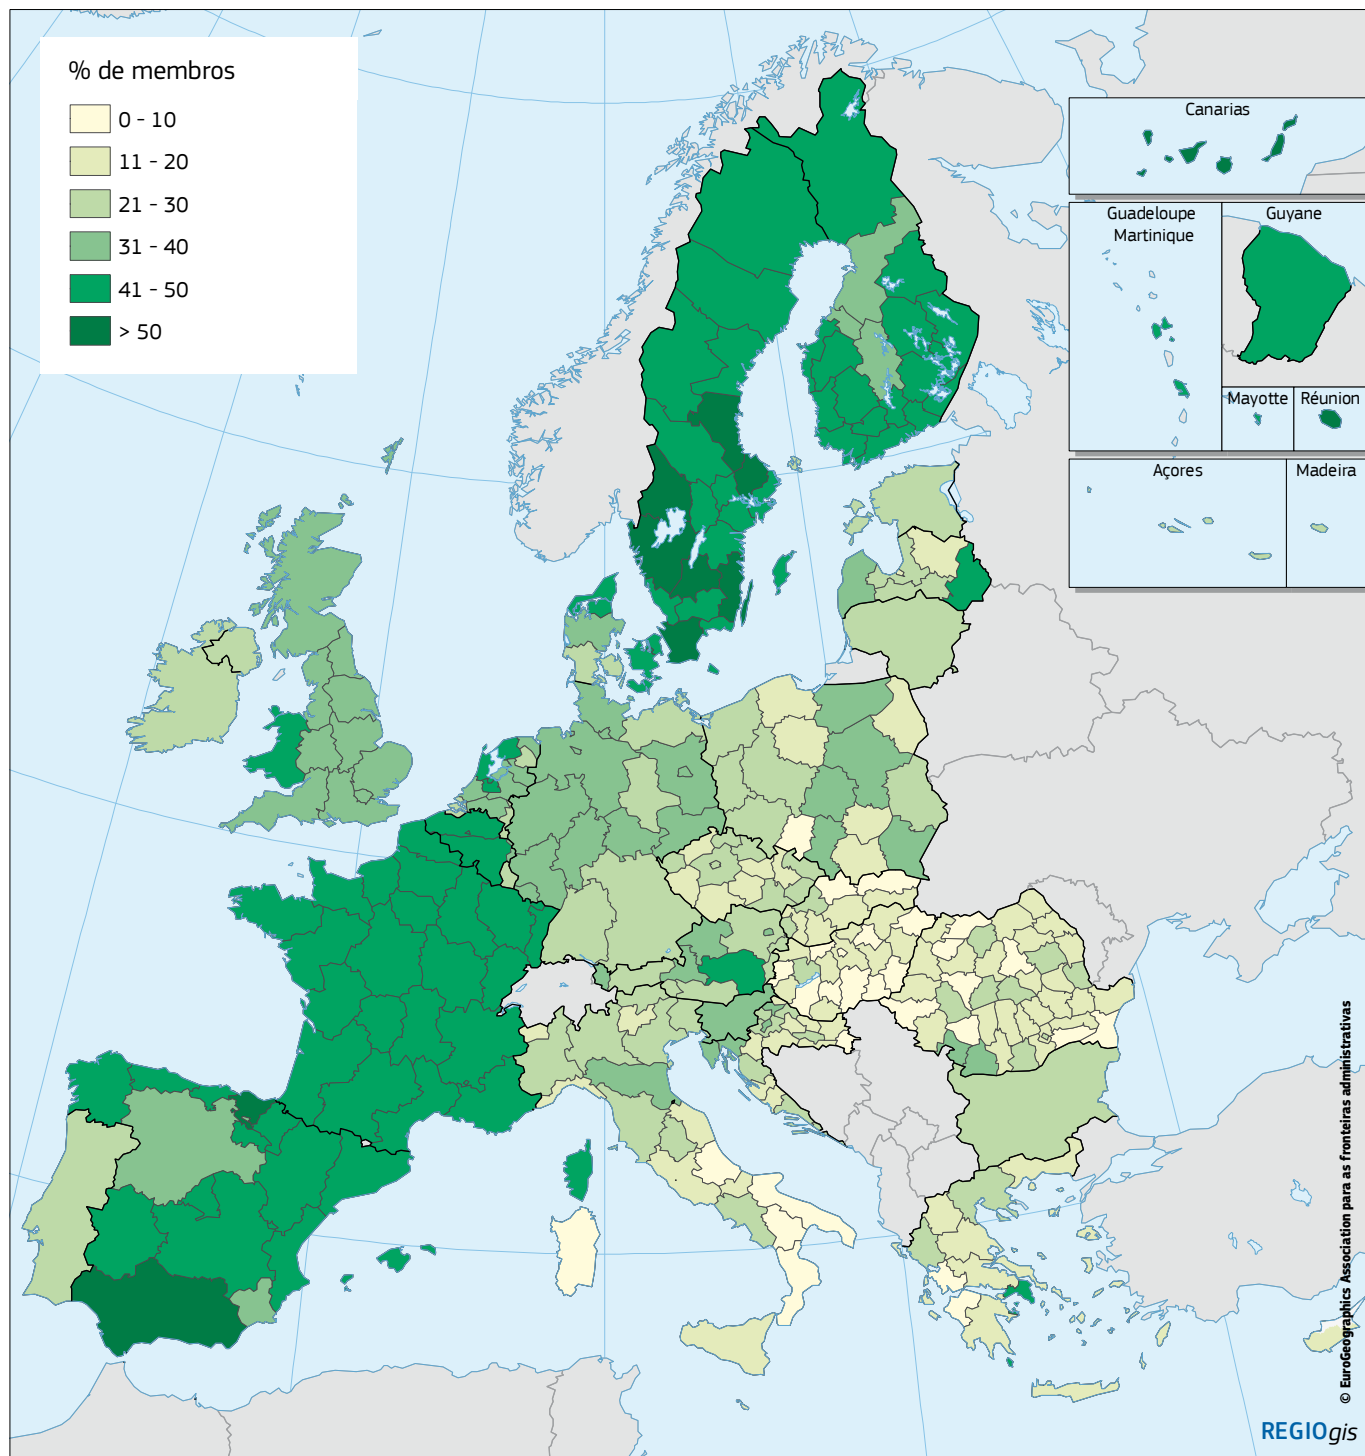 % de membros
0 - 10
11 - 20
21 - 30
31 - 40
41 - 50
> 50
Canarias
Guadeloupe
Martinique
Guyane
Mayotte
Réunion
Açores
Madeira
© EuroGeographics Association para as fronteiras administrativas
REGIOgis